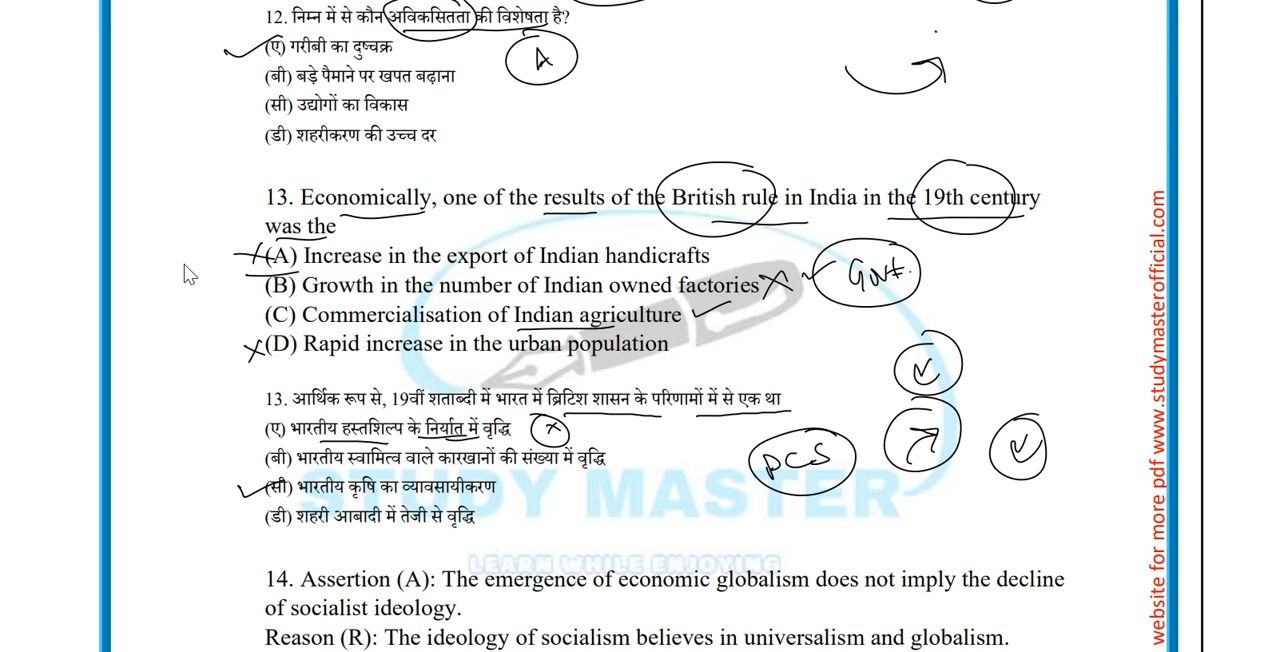 12. निम्न में से कौन अविकसितता की विशेषता है?
(ए) गरीबी का दुष्चक्र
A
(बी) बड़े पैमाने पर खपत बढ़ाना
(सी) उद्योगों का विकास
(डी) शहरीकरण की उच्च दर
13. Economically, one of the results of the British rule in India in the 19th century
was the
(A) Increase in the export of Indian handicrafts
(B) Growth in the number of Indian owned factories
Govt.
(C) Commercialisation of Indian agriculture
(D) Rapid increase in the urban population
13. आर्थिक रूप से, 19वीं शताब्दी में भारत में ब्रिटिश शासन के परिणामों में से एक था
(ए) भारतीय हस्तशिल्प के निर्यात में वृद्धि
(बी) भारतीय स्वामित्व वाले कारखानों की संख्या में वृद्धि
PCS
(सी) भारतीय कृषि का व्यावसायीकरण
(डी) शहरी आबादी में तेजी से वृद्धि
STUDY MASTER
LEARN WHILE ENJOYING
14. Assertion (A): The emergence of economic globalism does not imply the decline
of socialist ideology.
Reason (R): The ideology of socialism believes in universalism and globalism.
website for more pdf www.studymasterofficial.com